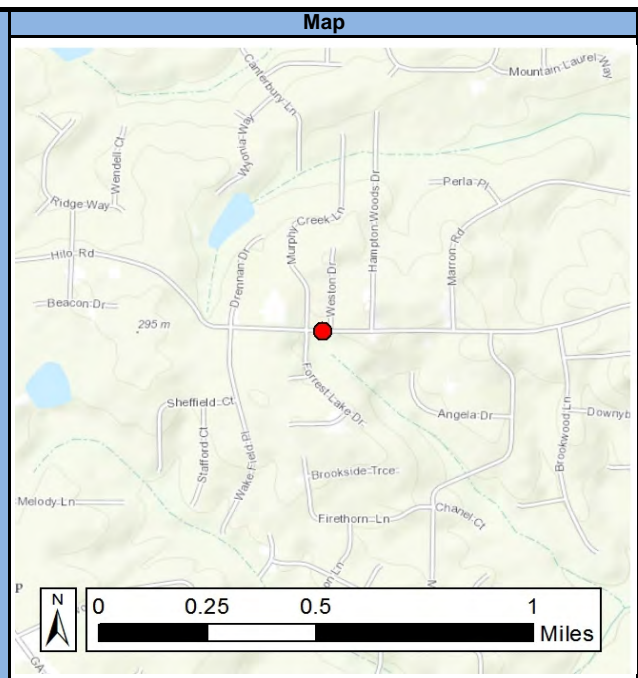 Map
Canterbury Ln
Mountain Laurel Way
Wyonia Way
Wendell Ct
Perla Pl
Ridge Way
Murphy Creek Ln
Hampton Woods Dr
Marron Rd
Hilo Rd
Drennan Dr
Weston Dr
Beacon Dr
295 m
Forrest Lake Dr
Sheffield Ct
Stafford Ct
Angela Dr
Brookwood Ln
Wake Field Pl
Brookside Trce
Melody Ln
Firethorn Ln
Chanel Ct
P
N
0 0.25 0.5 1
Miles
GA